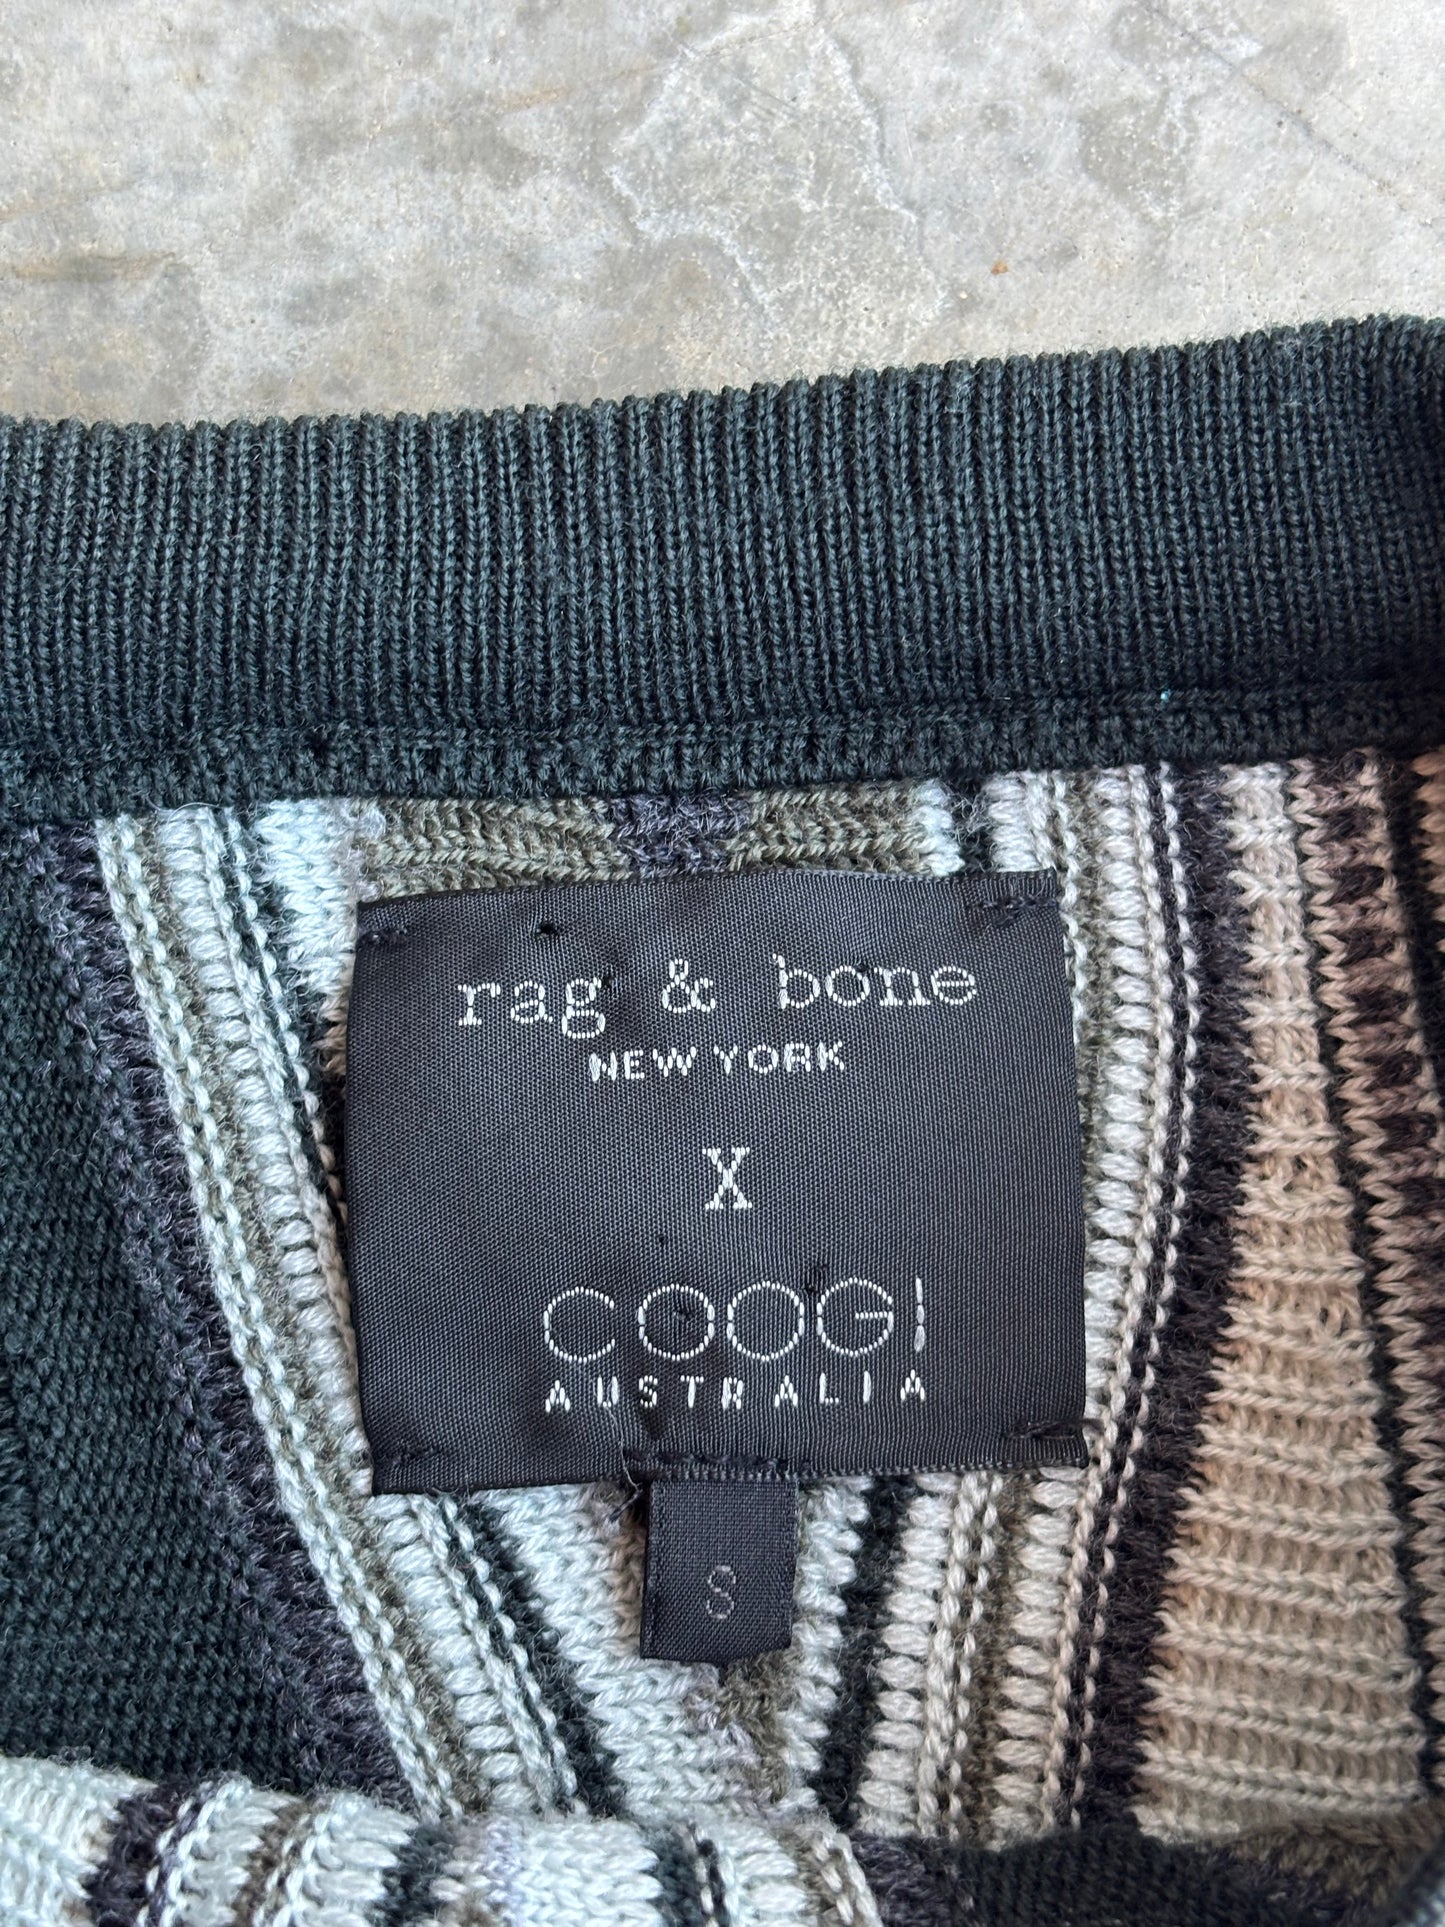 rag & bone
NEW YORK
X
COOGI
AUSTRALIA
S